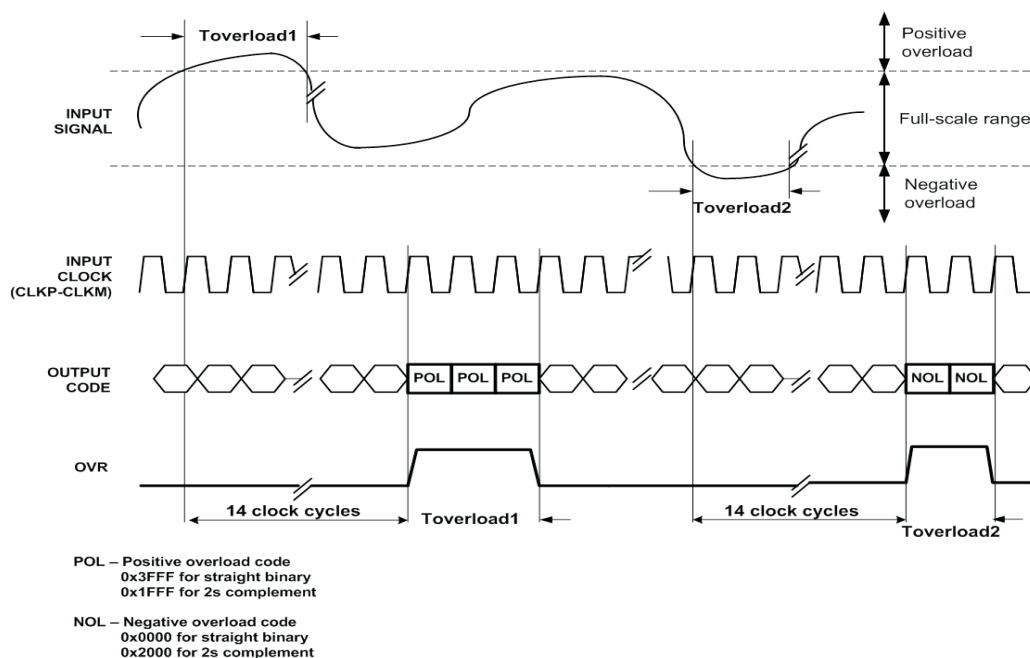 Toverload1
Positive
overload
INPUT
SIGNAL
Full-scale range
Negative
overload
Toverload2
INPUT
CLOCK
(CLKP-CLKM)
OUTPUT
CODE
POL POL POL
NOL NOL
OVR
14 clock cycles
Toverload1
14 clock cycles
Toverload2
POL – Positive overload code
0x3FFF for straight binary
0x1FFF for 2s complement
NOL – Negative overload code
0x0000 for straight binary
0x2000 for 2s complement